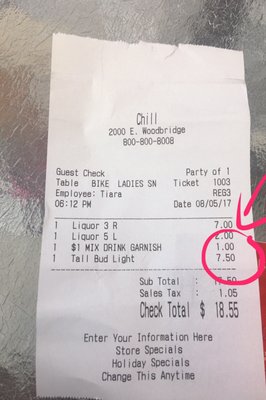 Chill
2000 E. Woodbridge
800-800-8008
Guest Check Party of 1
Table BIKE LADIES SN Ticket 1003
Employee: Tiara REG3
06:12 PM Date 08/05/17
1 Liquor 3 R 7.00
1 Liquor 5 L 2.00
1 $1 MIX DRINK GARNISH 1.00
1 Tall Bud Light 7.50
Sub Total : 17.50
Sales Tax : 1.05
Check Total $ 18.55
Enter Your Information Here
Store Specials
Holiday Specials
Change This Anytime